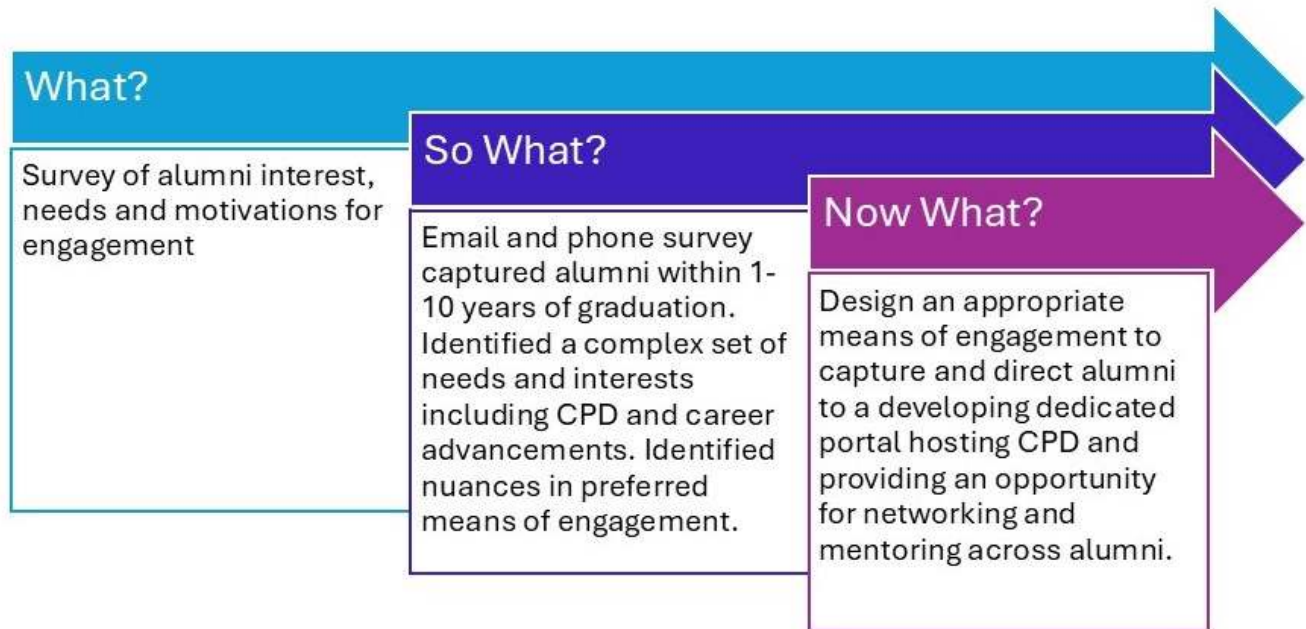 What?
Survey of alumni interest,
needs and motivations for
engagement
So What?
Email and phone survey
captured alumni within 1-
10 years of graduation.
Identified a complex set of
needs and interests
including CPD and career
advancements. Identified
nuances in preferred
means of engagement.
Now What?
Design an appropriate
means of engagement to
capture and direct alumni
to a developing dedicated
portal hosting CPD and
providing an opportunity
for networking and
mentoring across alumni.